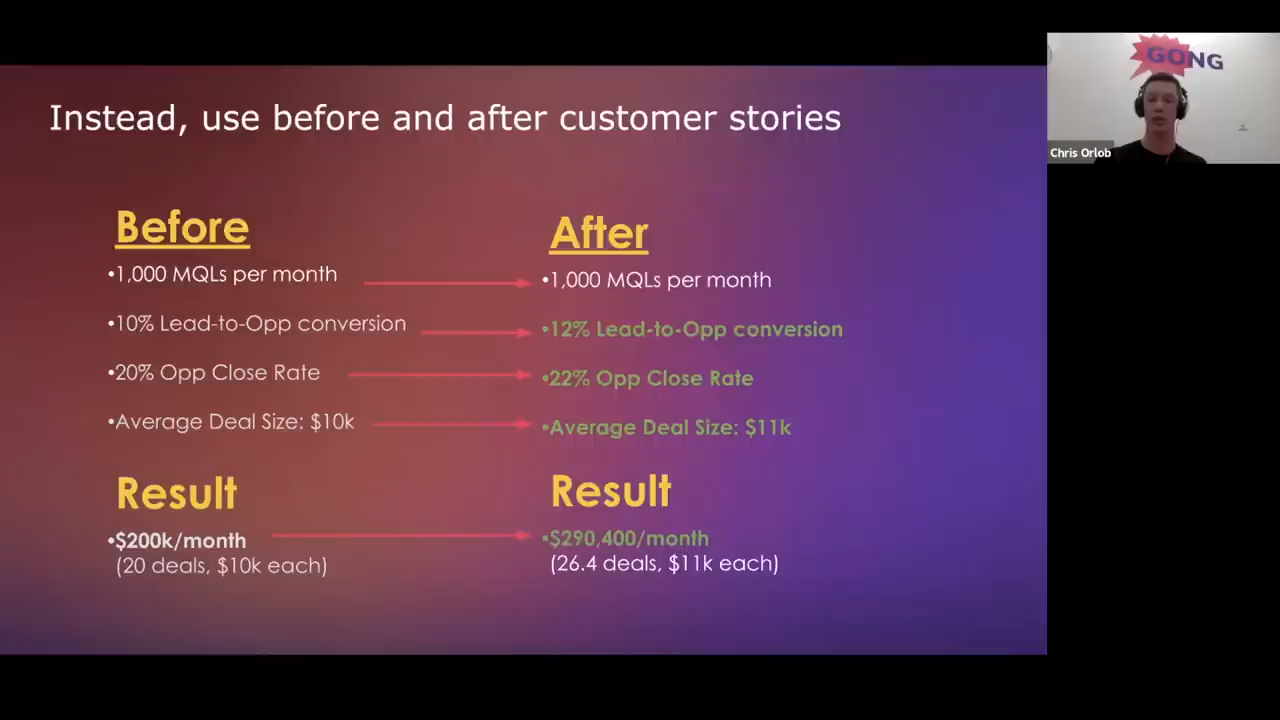 Instead, use before and after customer stories
Before
•1,000 MQLs per month
•10% Lead-to-Opp conversion
•20% Opp Close Rate
•Average Deal Size: $10k
Result
•$200k/month
(20 deals, $10k each)
After
•1,000 MQLs per month
•12% Lead-to-Opp conversion
•22% Opp Close Rate
•Average Deal Size: $11k
Result
•$290,400/month
(26.4 deals, $11k each)
GONG
Chris Orlob